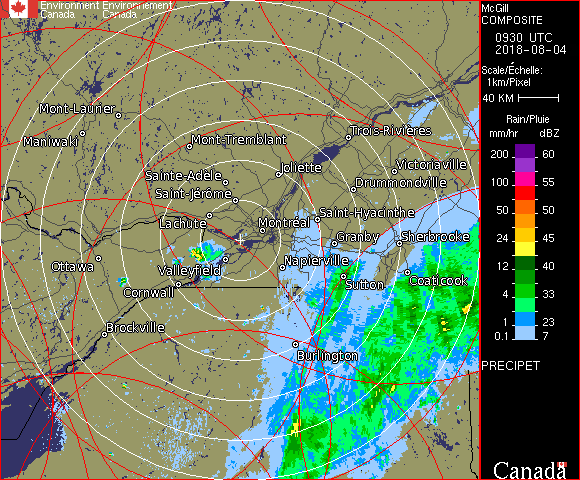 Environment Environnement
Canada Canada
McGill
COMPOSITE
0930 UTC
2018-08-04
Scale/Échelle:
1km/Pixel
40 KM
Rain/Pluie
mm/hr dBZ
200 60
150 57
100 55
50 50
24 45
12 40
4 33
1 23
0.1 7
PRECIPET
Canada
Mont-Laurier
Maniwaki
Mont-Tremblant
Trois-Rivières
Sainte-Adèle
Joliette
Victoriaville
Saint-Jérôme
Drummondville
Lachute
Montréal
Saint-Hyacinthe
Granby
Sherbrooke
Ottawa
Valleyfield
Napierville
Cornwall
Sutton
Coaticook
Brockville
Burlington